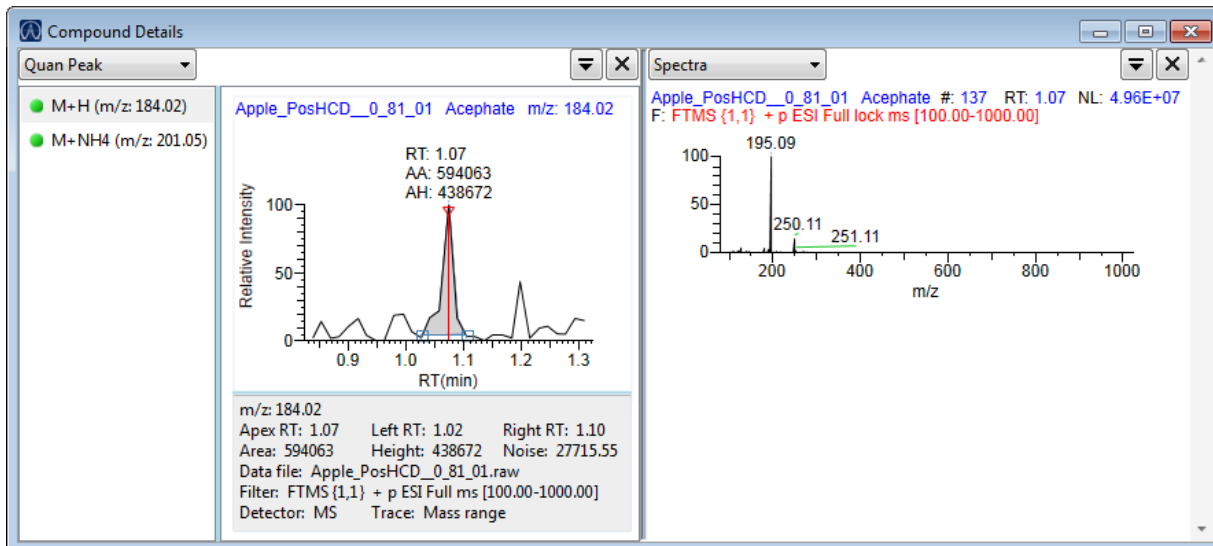 Compound Details
Quan Peak
M+H (m/z: 184.02)
M+NH4 (m/z: 201.05)
Apple_PosHCD__0_81_01 Acephate m/z: 184.02
RT: 1.07
AA: 594063
AH: 438672
Relative Intensity
100
50
0
0.9 1.0 1.1 1.2 1.3
RT(min)
m/z: 184.02
Apex RT: 1.07 Left RT: 1.02 Right RT: 1.10
Area: 594063 Height: 438672 Noise: 27715.55
Data file: Apple_PosHCD__0_81_01.raw
Filter: FTMS {1,1} + p ESI Full ms [100.00-1000.00]
Detector: MS Trace: Mass range
Spectra
Apple_PosHCD__0_81_01 Acephate #: 137 RT: 1.07 NL: 4.96E+07
F: FTMS {1,1} + p ESI Full lock ms [100.00-1000.00]
195.09
100
50
250.11
251.11
0
200 400 600 800 1000
m/z